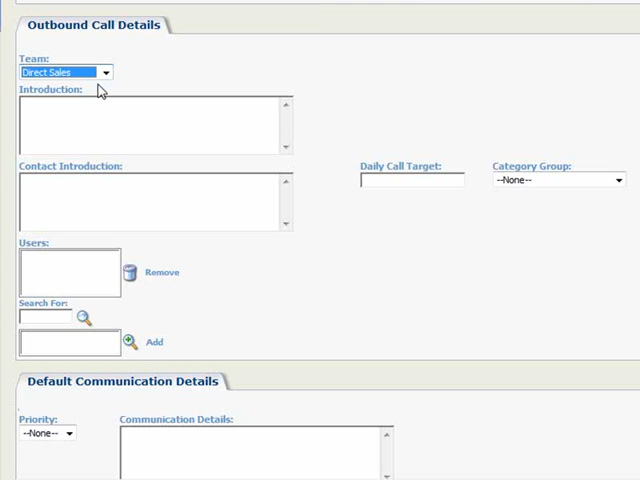 Outbound Call Details
Team:
Direct Sales
Introduction:
Contact Introduction:
Daily Call Target:
Category Group:
--None--
Users:
Remove
Search For:
Add
Default Communication Details
Priority:
Communication Details:
--None--